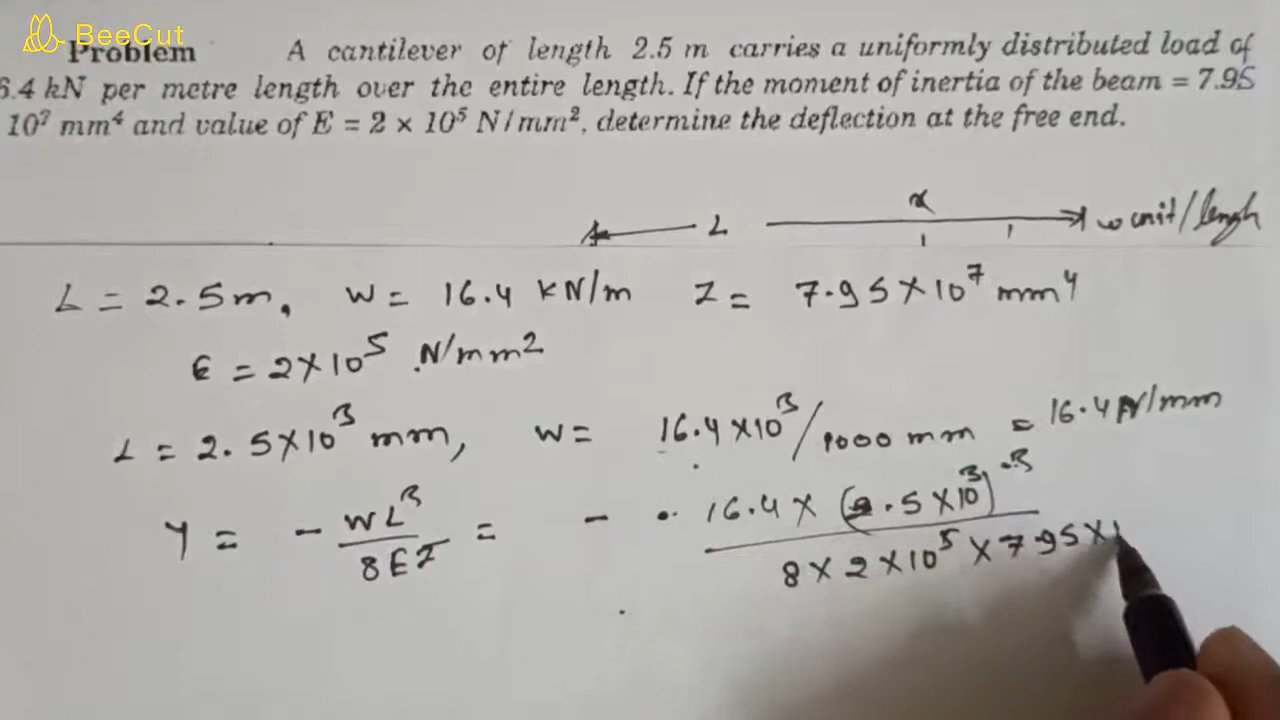 BeeCut
Problem A cantilever of length 2.5 m carries a uniformly distributed load of
6.4 kN per metre length over the entire length. If the moment of inertia of the beam = 7.95
10⁷ mm⁴ and value of E = 2 × 10⁵ N/mm², determine the deflection at the free end.
L x w unit/lengh
L = 2.5m, W = 16.4 KN/m I = 7.95×10⁷ mm⁴
E = 2×10⁵ N/mm²
L = 2.5×10³ mm, W = 16.4×10³/1000 mm = 16.4 N/mm
Y = - WL³/8EI = - 16.4 × (2.5×10³)³/8×2×10⁵×7.95×1